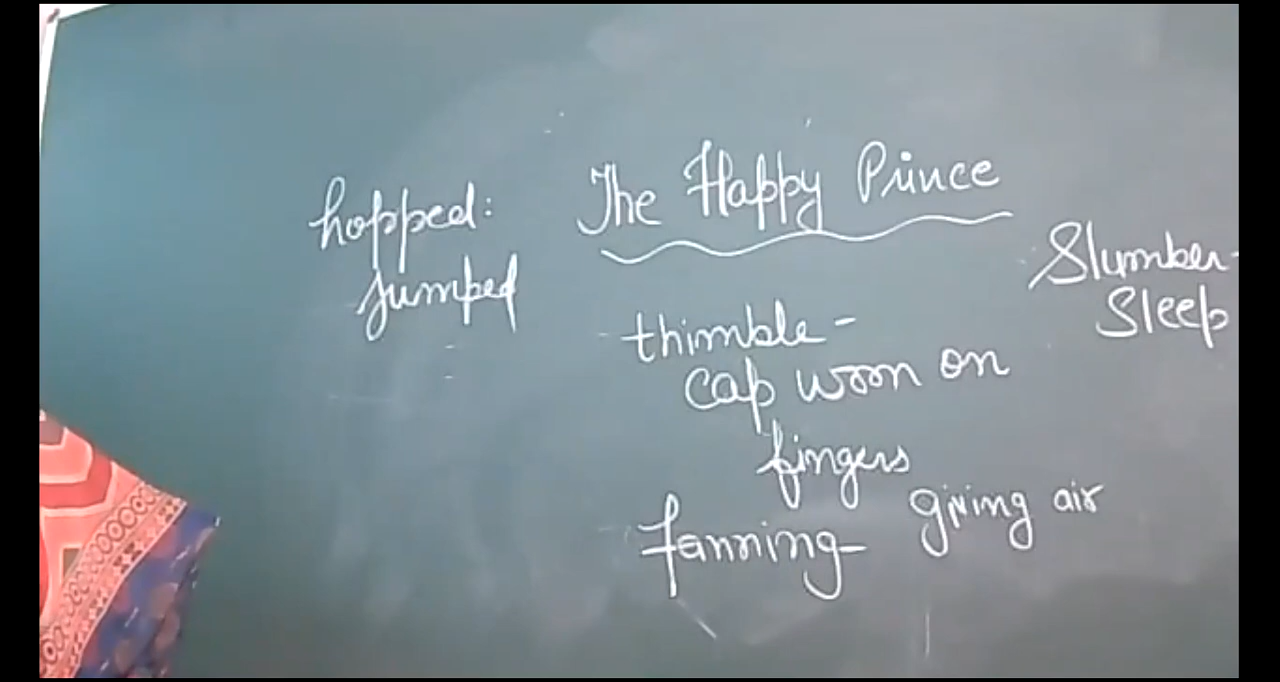 The Happy Prince
hopped:
jumped
Slumber-
Sleep
thimble-
cap worn on
fingers
fanning- giving air